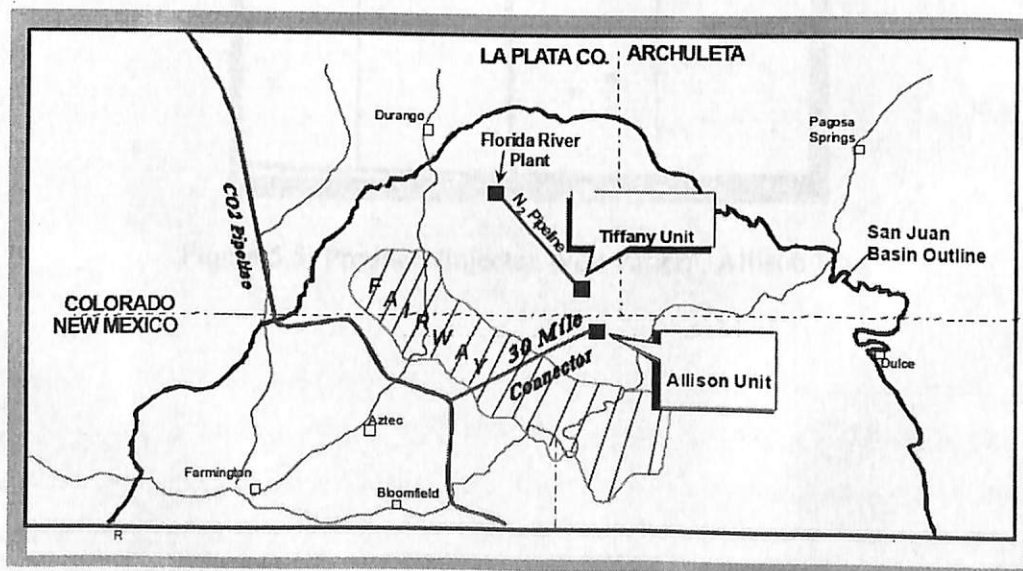 LA PLATA CO. ARCHULETA
Durango
Florida River
Plant
Pagosa
Springs
CO2 Pipeline
N2 Pipeline
Tiffany Unit
San Juan
Basin Outline
FAIRWAY
COLORADO
NEW MEXICO
30 Mile
Connector
Allison Unit
Dulce
Aztec
Farmington
Bloomfield
R